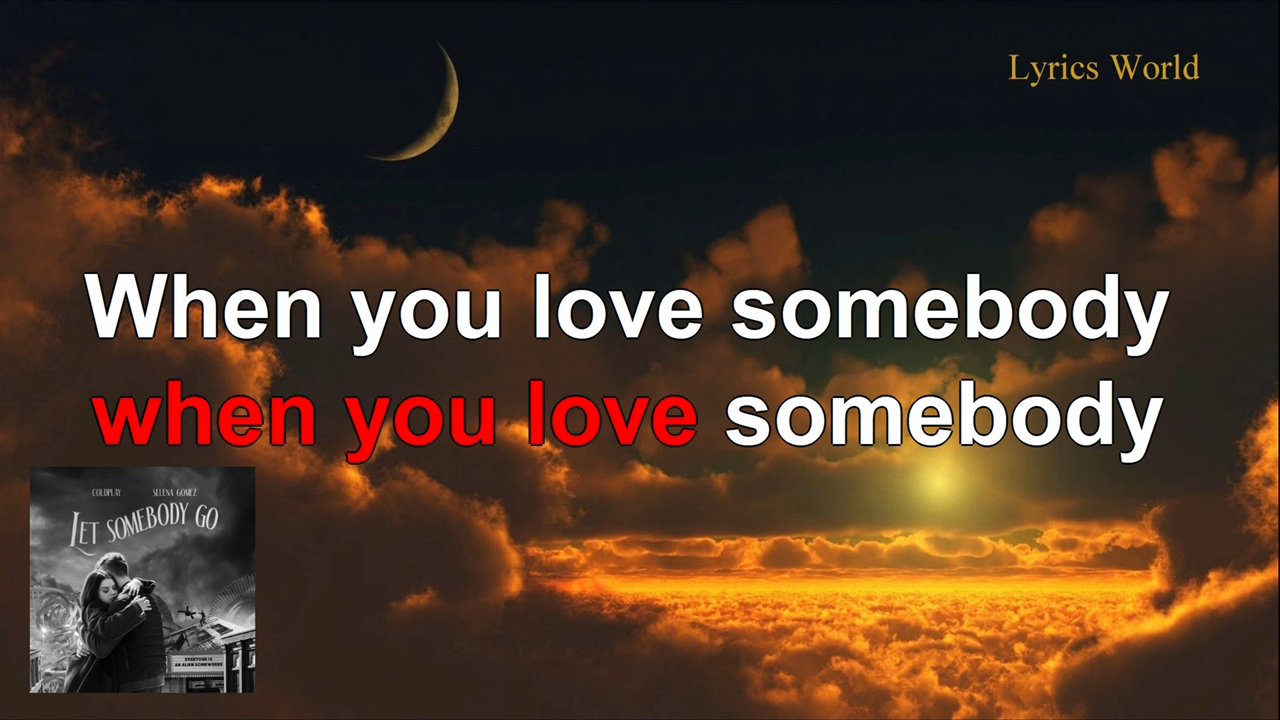 Lyrics World
When you love somebody
when you love somebody
COLDPLAY SELENA GOMEZ
LET SOMEBODY GO
EVERYONE IS
AN ALIEN SOMEWHERE